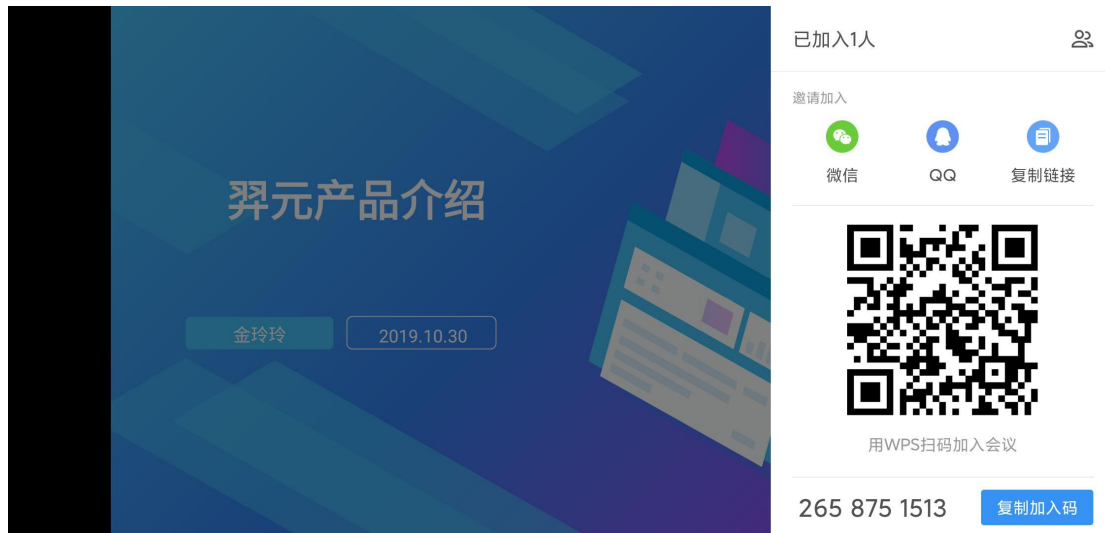 羿元产品介绍
金玲玲
2019.10.30
已加入1人
邀请加入
微信
QQ
复制链接
用WPS扫码加入会议
265 875 1513
复制加入码